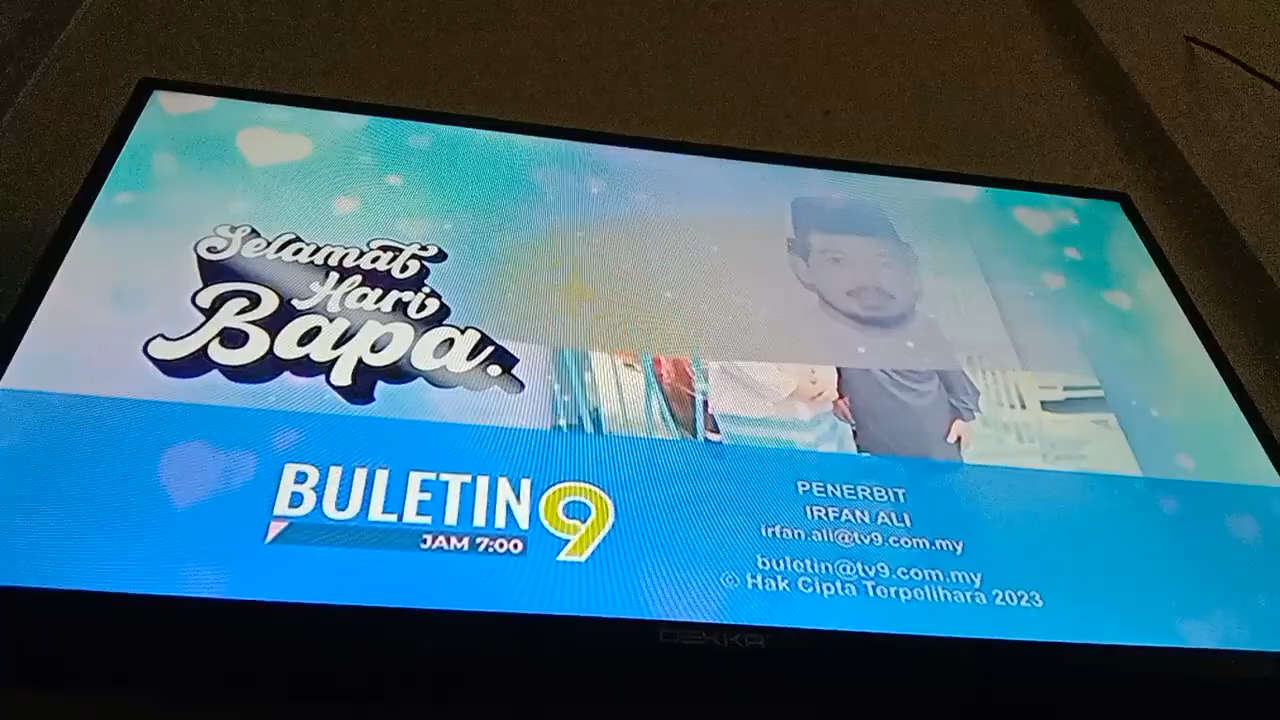 Selamat
Hari
Bapa.
BULETIN 9
JAM 7:00
PENERBIT
IRFAN ALI
irfan.ali@tv9.com.my
buletin@tv9.com.my
© Hak Cipta Terpelihara 2023
DEKKA